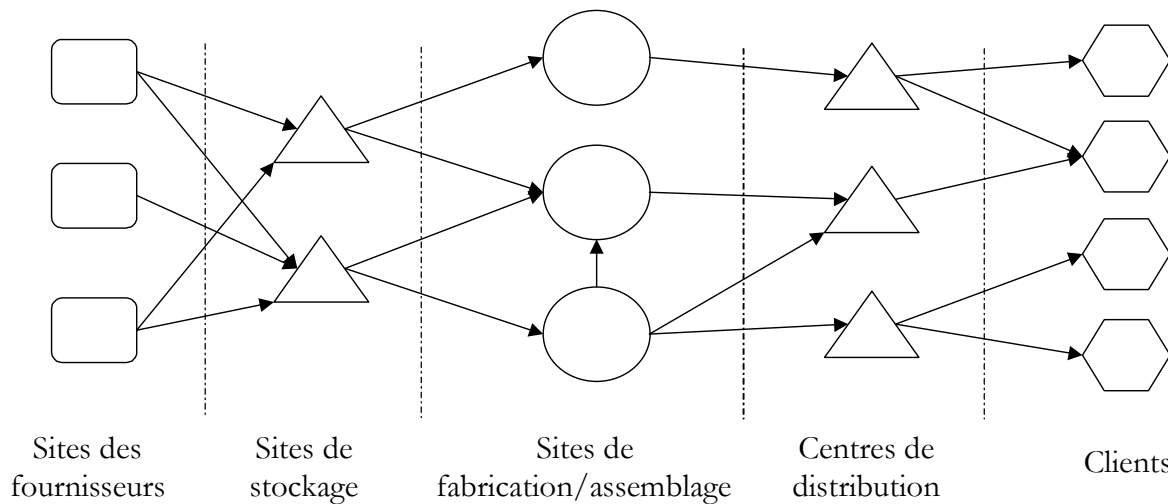 Sites des
fournisseurs
Sites de
stockage
Sites de
fabrication/assemblage
Centres de
distribution
Clients